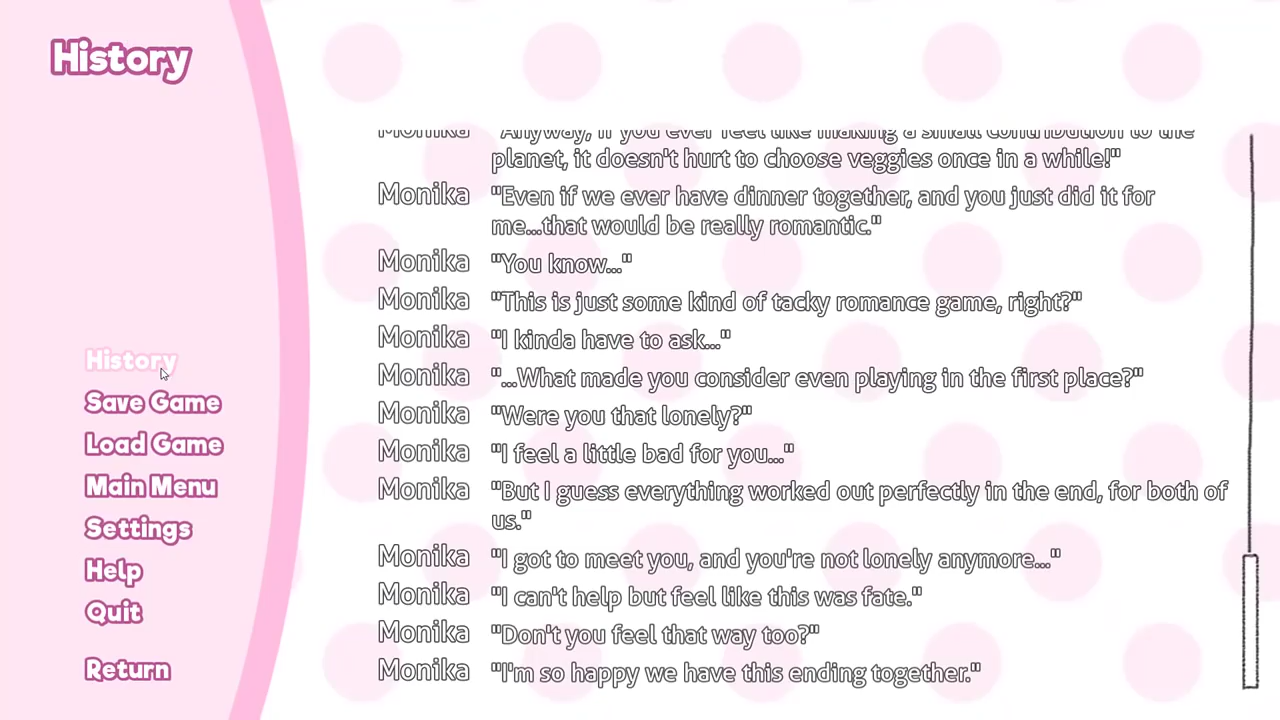 History
Monika "Anyway, if you ever feel like making a small contribution to the
planet, it doesn't hurt to choose veggies once in a while!"
Monika "Even if we ever have dinner together, and you just did it for
me...that would be really romantic."
Monika "You know..."
Monika "This is just some kind of tacky romance game, right?"
Monika "I kinda have to ask..."
Monika "...What made you consider even playing in the first place?"
Monika "Were you that lonely?"
Monika "I feel a little bad for you..."
Monika "But I guess everything worked out perfectly in the end, for both of
us."
Monika "I got to meet you, and you're not lonely anymore..."
Monika "I can't help but feel like this was fate."
Monika "Don't you feel that way too?"
Monika "I'm so happy we have this ending together."
History
Save Game
Load Game
Main Menu
Settings
Help
Quit
Return